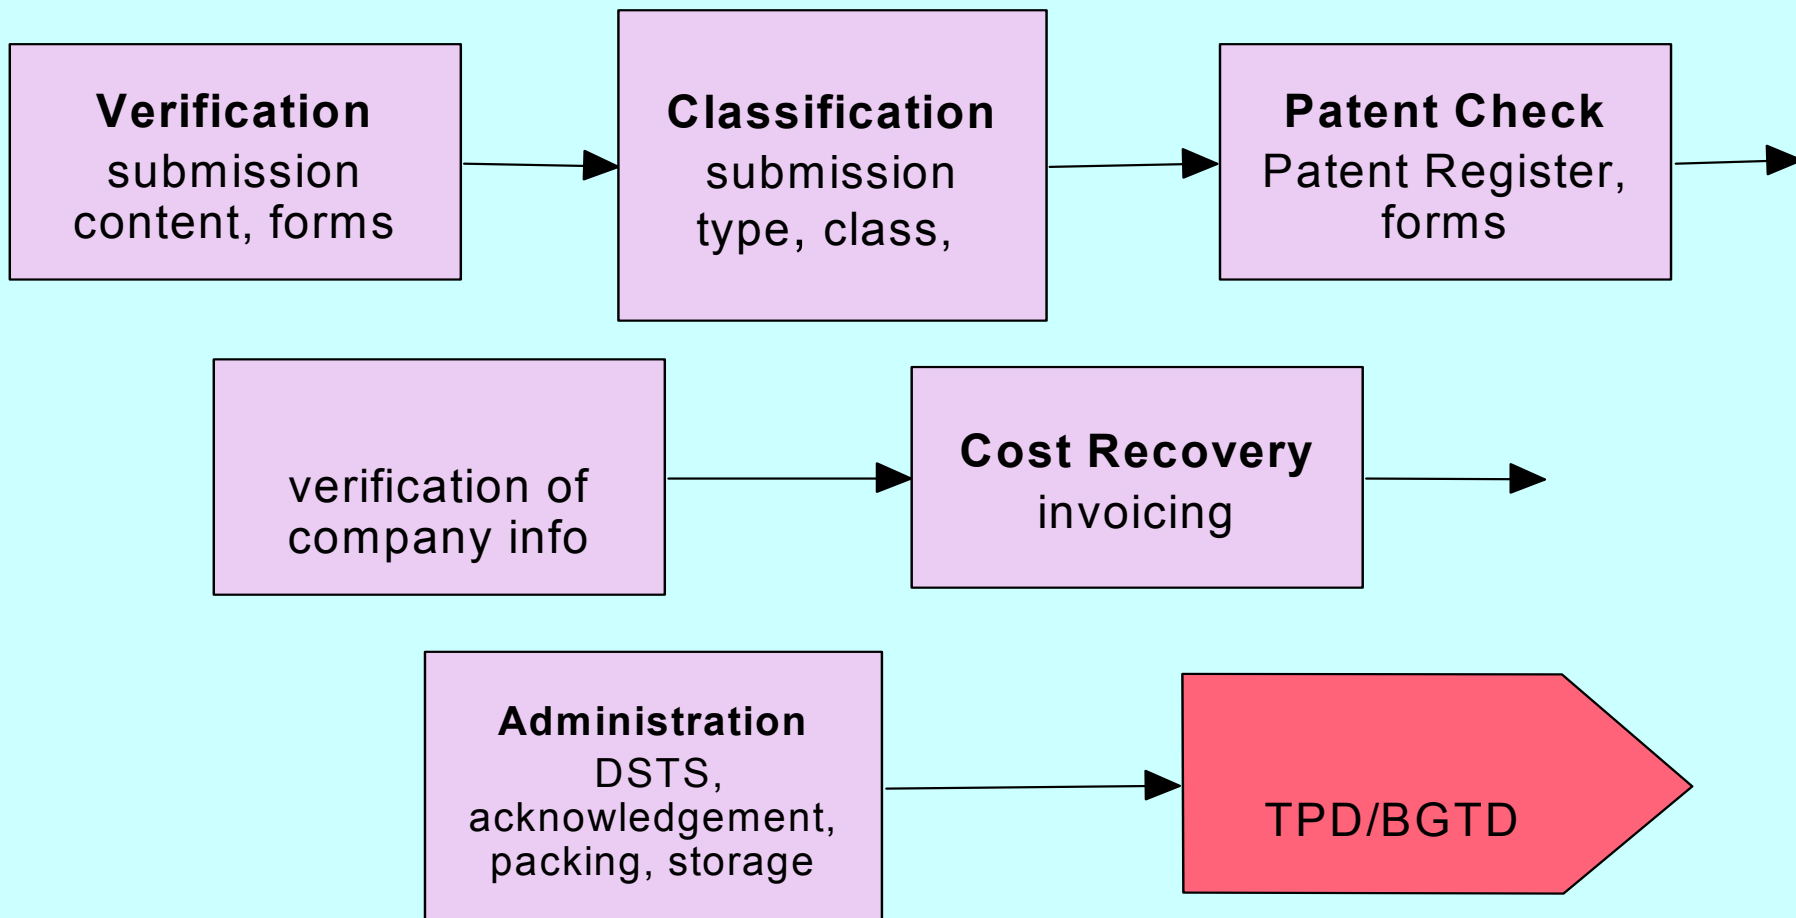 Verification
submission
content, forms
Classification
submission
type, class,
Patent Check
Patent Register,
forms
verification of
company info
Cost Recovery
invoicing
Administration
DSTS,
acknowledgement,
packing, storage
TPD/BGTD